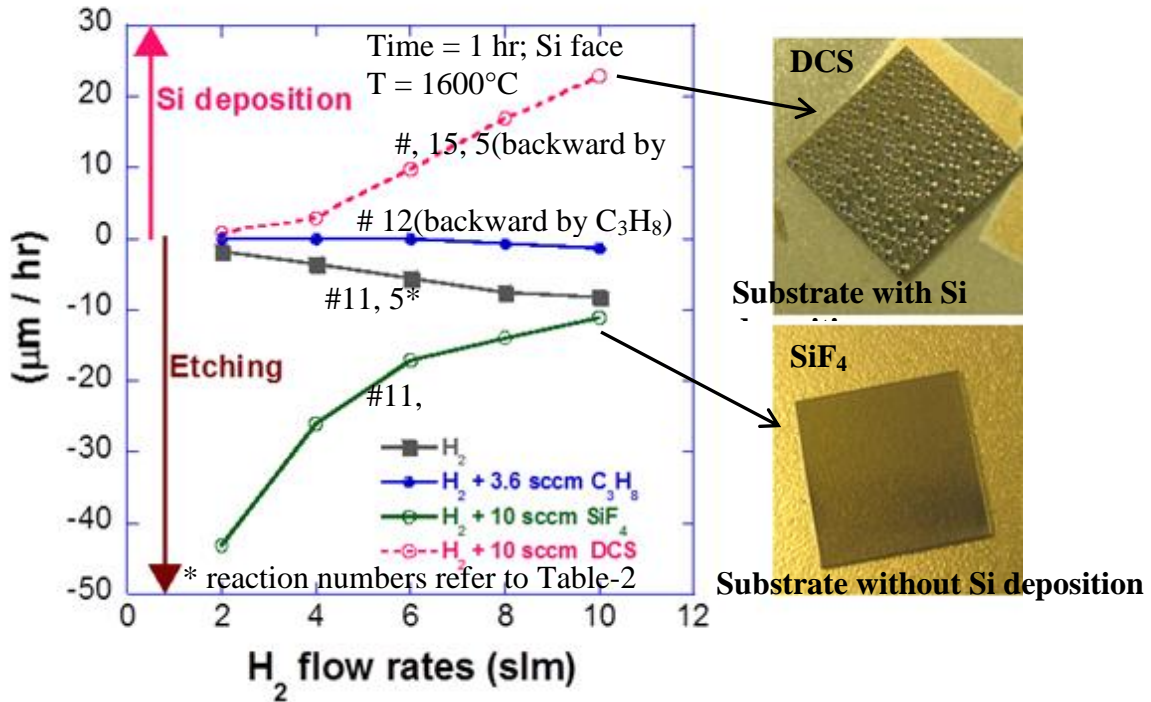 30
20
10
0
-10
-20
-30
-40
-50
(μm / hr)
Si deposition
Etching
Time = 1 hr; Si face
T = 1600°C
#, 15, 5(backward by
# 12(backward by C₃H₈)
#11, 5*
#11,
H₂
H₂ + 3.6 sccm C₃H₈
H₂ + 10 sccm SiF₄
H₂ + 10 sccm DCS
* reaction numbers refer to Table-2
0 2 4 6 8 10 12
H₂ flow rates (slm)
DCS
Substrate with Si
SiF₄
Substrate without Si deposition